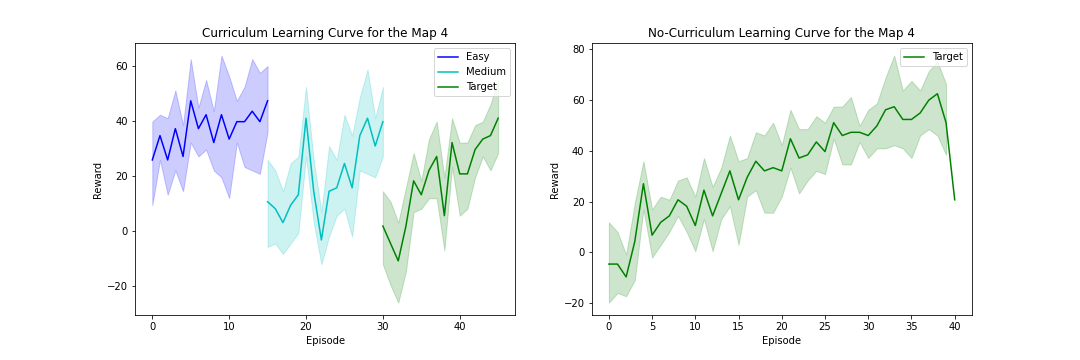 Curriculum Learning Curve for the Map 4
Reward
60
40
20
0
−20
0
10
20
30
40
Episode
Easy
Medium
Target
No-Curriculum Learning Curve for the Map 4
Reward
80
60
40
20
0
−20
0
5
10
15
20
25
30
35
40
Episode
Target